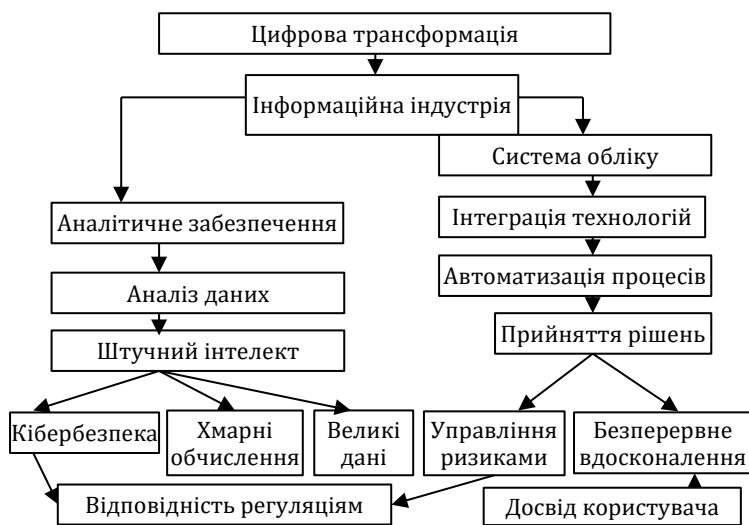 Цифрова трансформація
Інформаційна індустрія
Система обліку
Аналітичне забезпечення
Інтеграція технологій
Аналіз даних
Автоматизація процесів
Штучний інтелект
Прийняття рішень
Кібербезпека
Хмарні
обчислення
Великі
дані
Управління
ризиками
Безперервне
вдосконалення
Відповідність регуляціям
Досвід користувача